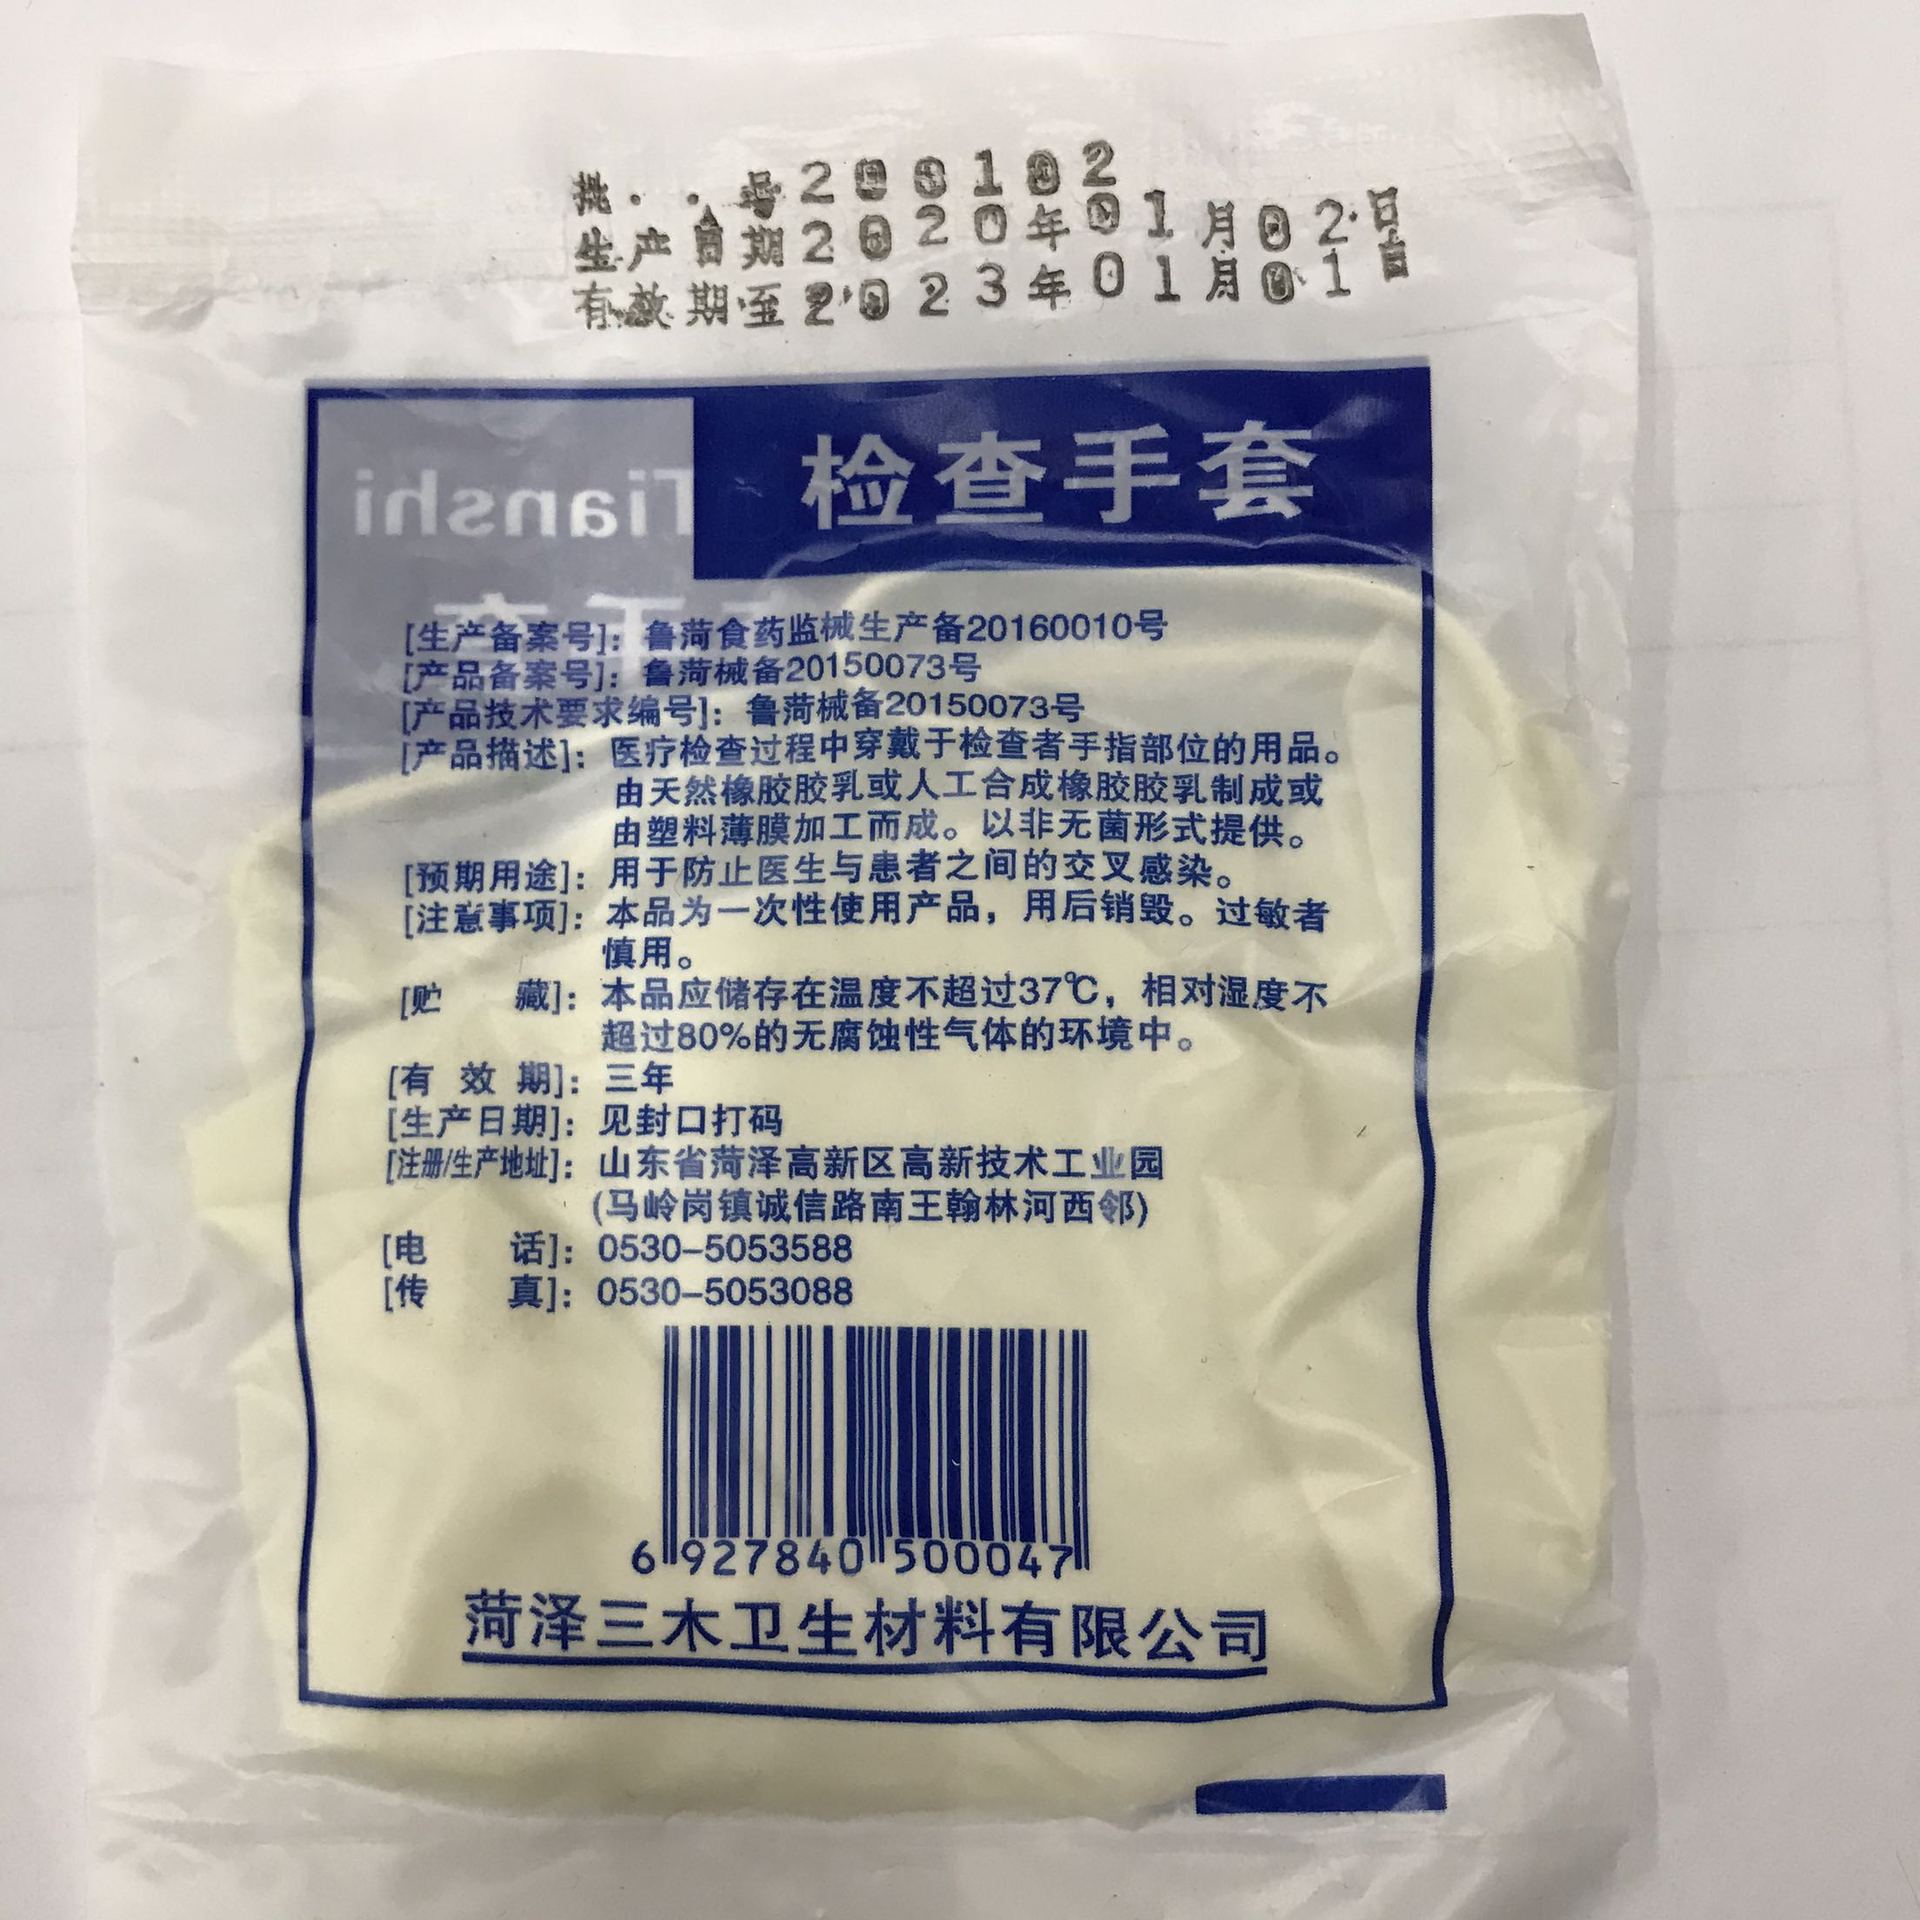 批号200102
生产日期2020年01月02日
有效期至2023年01月01日
Tianshi
检查手套
[生产备案号]：鲁菏食药监械生产备20160010号
[产品备案号]：鲁菏械备20150073号
[产品技术要求编号]：鲁菏械备20150073号
[产品描述]：医疗检查过程中穿戴于检查者手指部位的用品。
由天然橡胶胶乳或人工合成橡胶胶乳制成或
由塑料薄膜加工而成。以非无菌形式提供。
[预期用途]：用于防止医生与患者之间的交叉感染。
[注意事项]：本品为一次性使用产品，用后销毁。过敏者
慎用。
[贮 藏]：本品应储存在温度不超过37℃，相对湿度不
超过80%的无腐蚀性气体的环境中。
[有 效 期]：三年
[生产日期]：见封口打码
[注册/生产地址]：山东省菏泽高新区高新技术工业园
(马岭岗镇诚信路南王翰林河西邻)
[电 话]：0530-5053588
[传 真]：0530-5053088
6 927840 500047
菏泽三木卫生材料有限公司